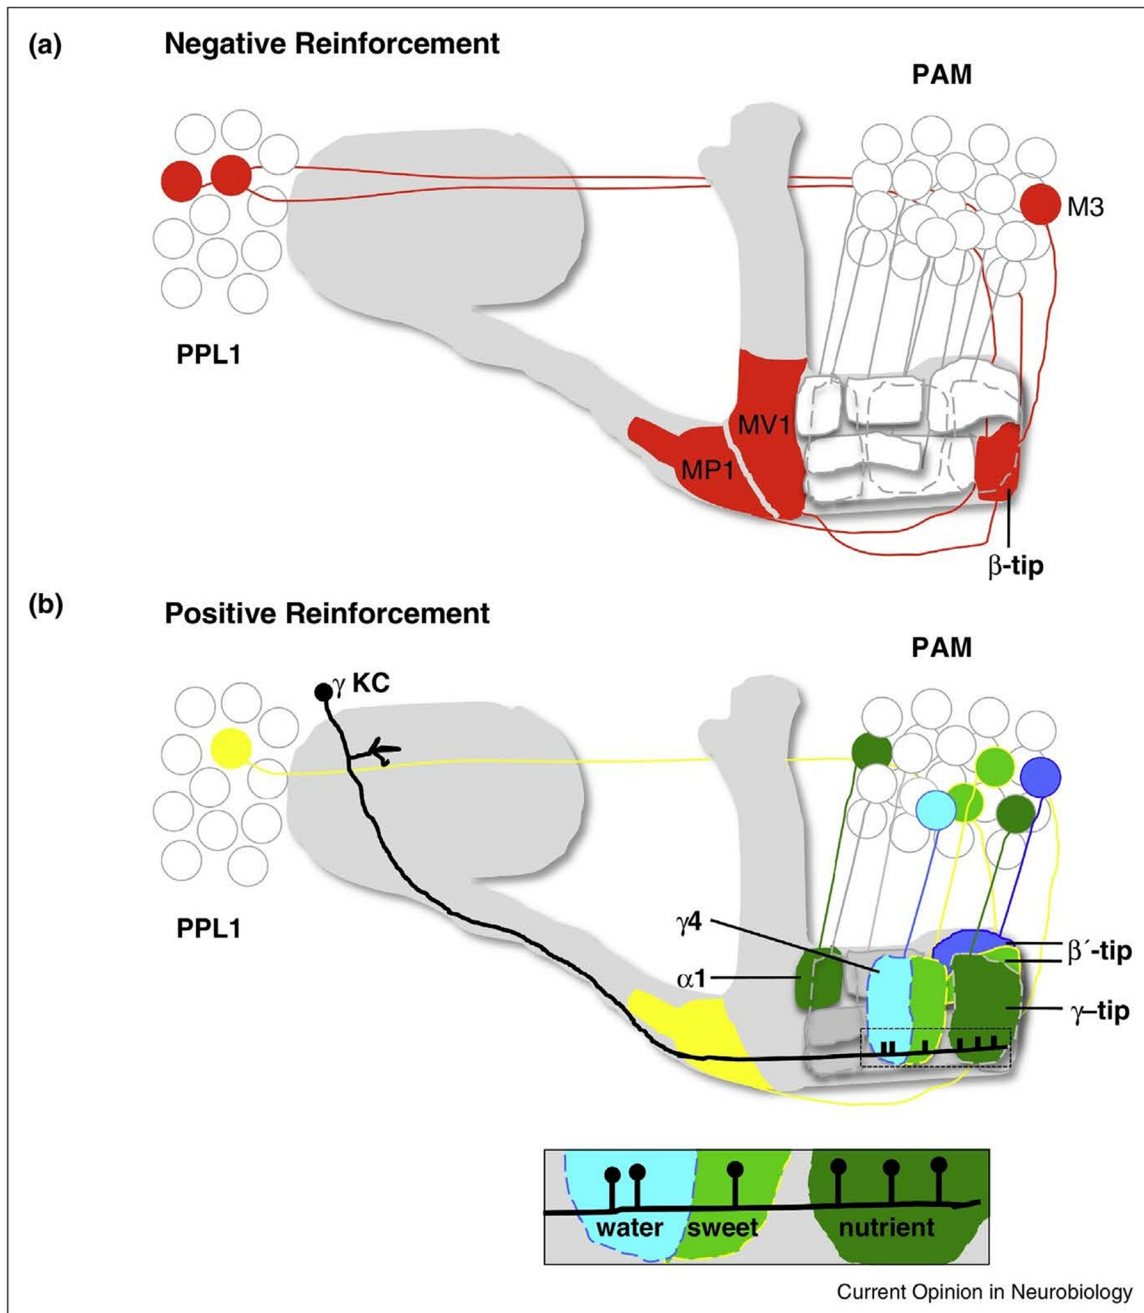 (a)
Negative Reinforcement
PAM
M3
PPL1
MV1
MP1
β-tip
(b)
Positive Reinforcement
PAM
γ KC
PPL1
γ4
α1
β´-tip
γ–tip
water
sweet
nutrient
Current Opinion in Neurobiology